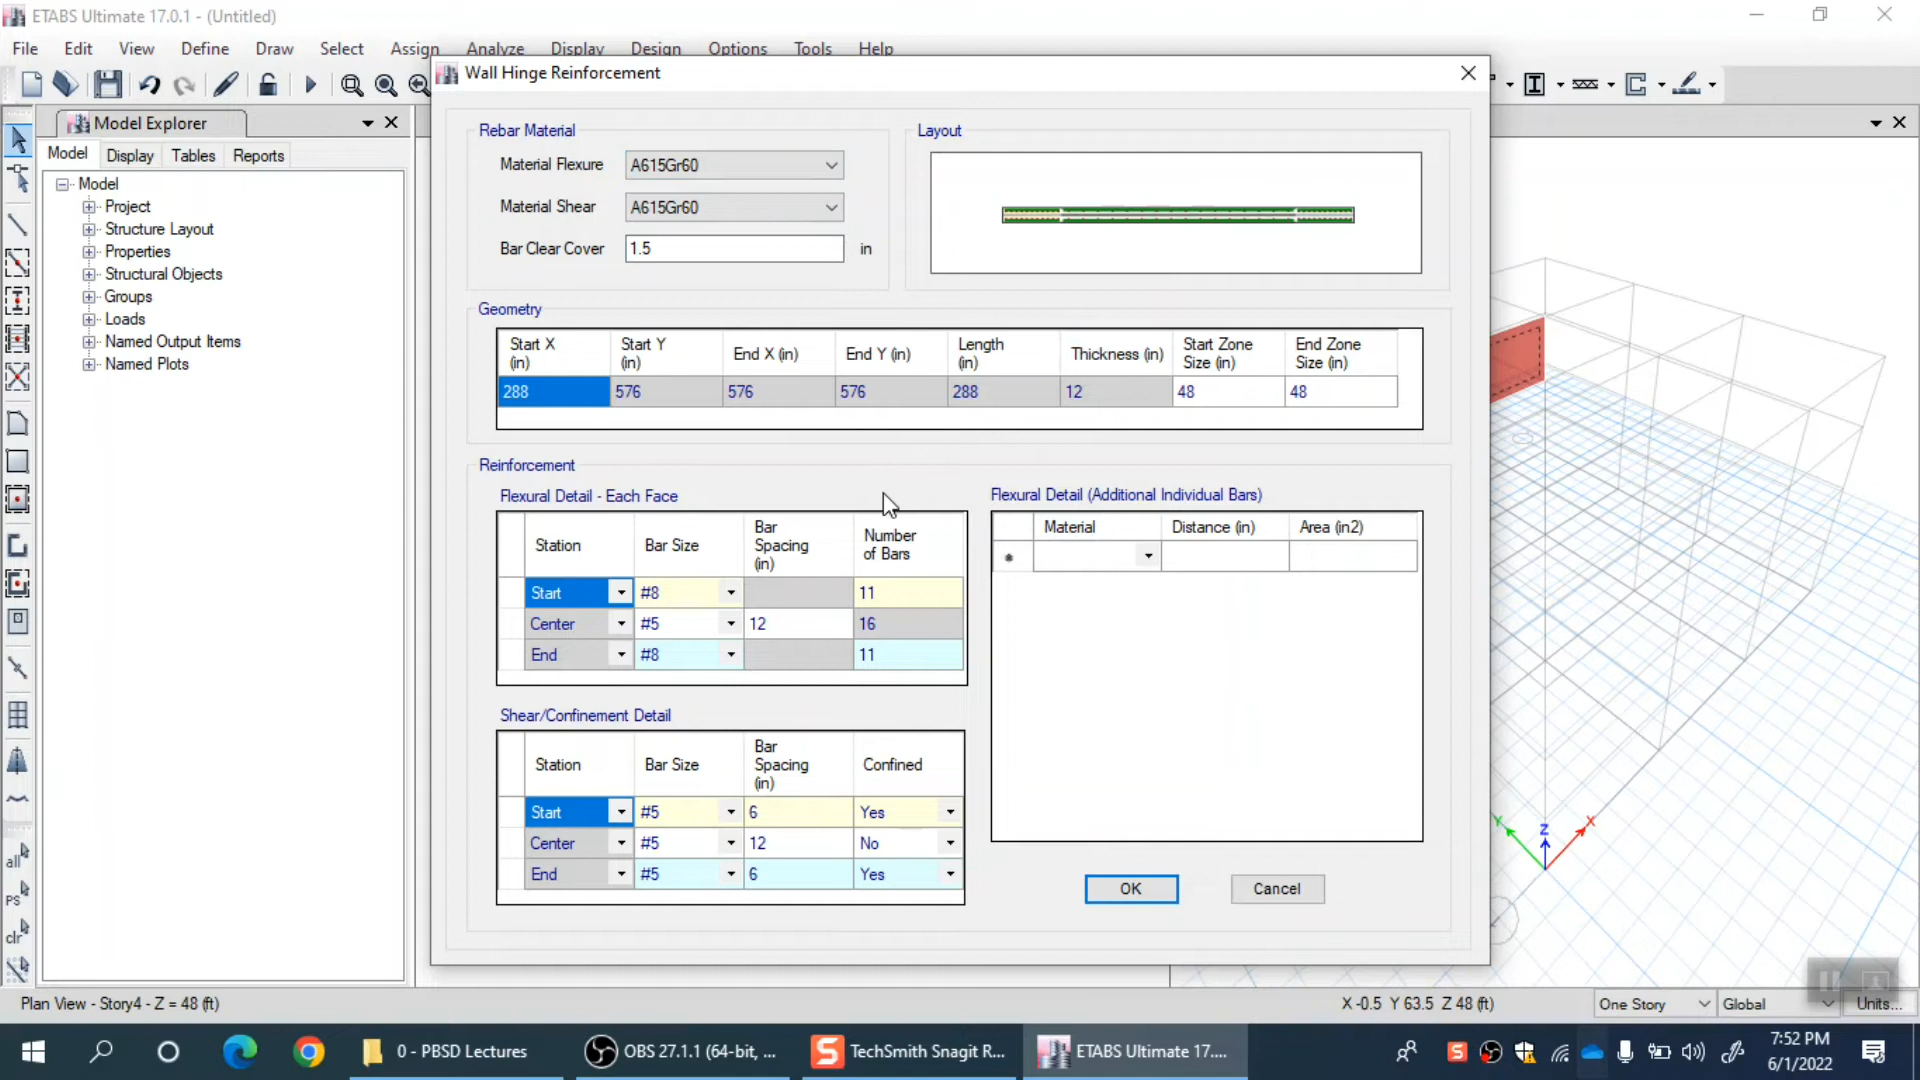 ETABS Ultimate 17.0.1 - (Untitled)
File Edit View Define Draw Select Assign Analyze Display Design Options Tools Help
Wall Hinge Reinforcement
Model Explorer
Model Display Tables Reports
Model
Project
Structure Layout
Properties
Structural Objects
Groups
Loads
Named Output Items
Named Plots
Rebar Material
Material Flexure A615Gr60
Material Shear A615Gr60
Bar Clear Cover 1.5 in
Layout
Geometry
Start X (in) Start Y (in) End X (in) End Y (in) Length (in) Thickness (in) Start Zone Size (in) End Zone Size (in)
288 576 576 576 288 12 48 48
Reinforcement
Flexural Detail - Each Face
Station Bar Size Bar Spacing (in) Number of Bars
Start #8 11
Center #5 12 16
End #8 11
Shear/Confinement Detail
Station Bar Size Bar Spacing (in) Confined
Start #5 6 Yes
Center #5 12 No
End #5 6 Yes
Flexural Detail (Additional Individual Bars)
Material Distance (in) Area (in2)
OK Cancel
all
PS
clr
Y Z X
Plan View - Story4 - Z = 48 (ft)
X -0.5 Y 63.5 Z 48 (ft)
One Story Global Units...
0 - PBSD Lectures
OBS 27.1.1 (64-bit, ...
TechSmith Snagit R...
ETABS Ultimate 17....
7:52 PM
6/1/2022